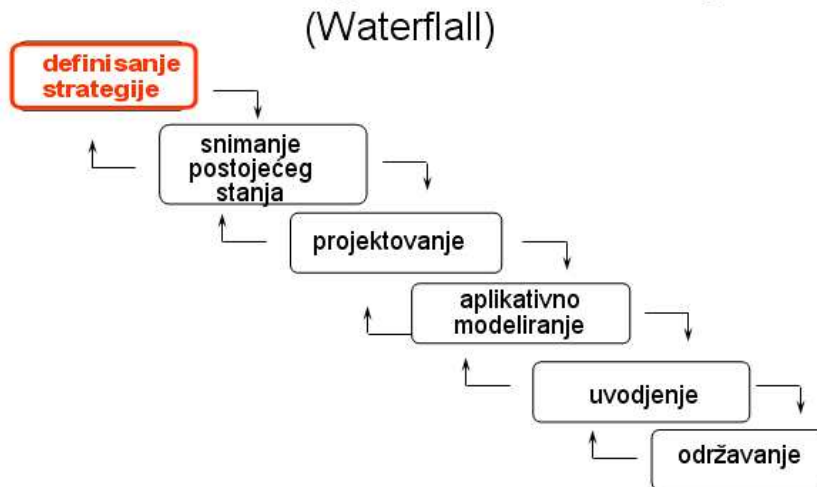 (Waterflall)
definisanje
strategije
snimanje
postojećeg
stanja
projektovanje
aplikativno
modeliranje
uvodjenje
održavanje